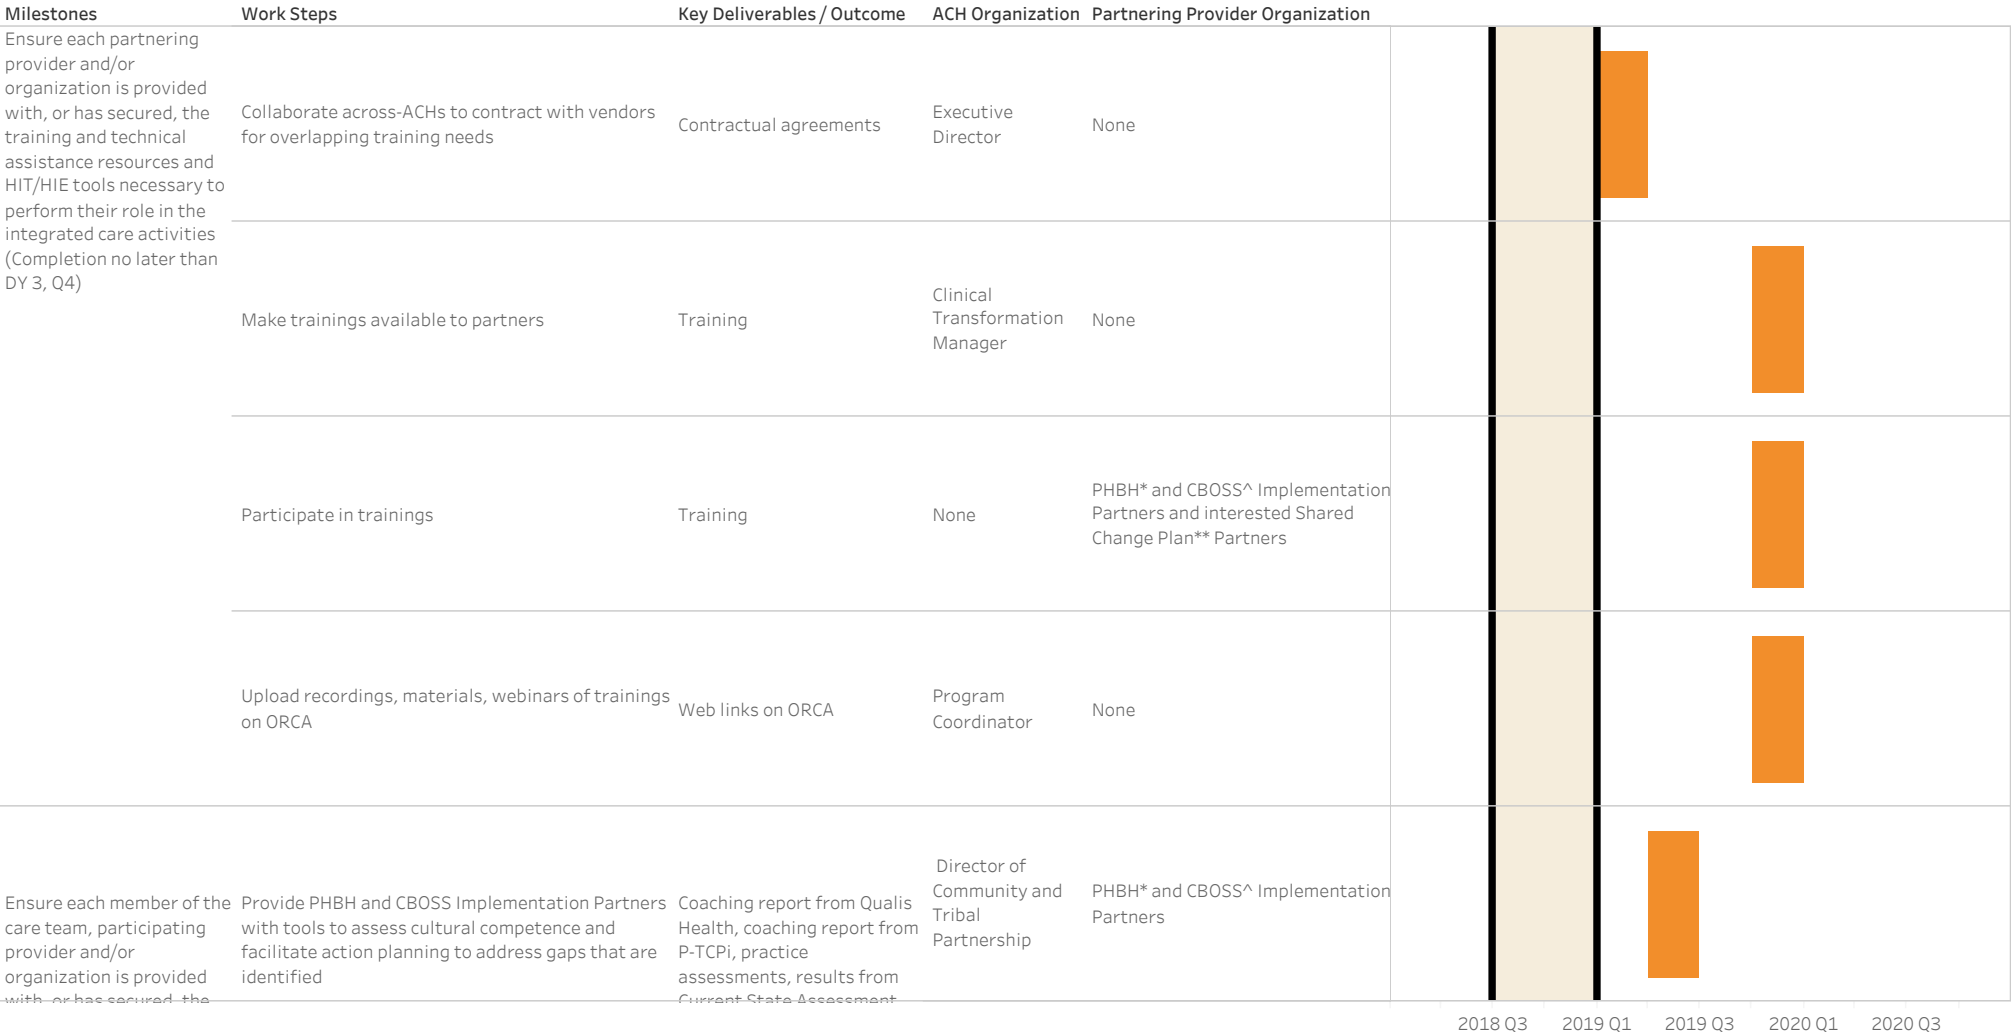 Milestones
Work Steps
Key Deliverables / Outcome
ACH Organization
Partnering Provider Organization
Ensure each partnering
provider and/or
organization is provided
with, or has secured, the
training and technical
assistance resources and
HIT/HIE tools necessary to
perform their role in the
integrated care activities
(Completion no later than
DY 3, Q4)
Collaborate across-ACHs to contract with vendors
for overlapping training needs
Contractual agreements
Executive
Director
None
Make trainings available to partners
Training
Clinical
Transformation
Manager
None
Participate in trainings
Training
None
PHBH* and CBOSS^ Implementation
Partners and interested Shared
Change Plan** Partners
Upload recordings, materials, webinars of trainings
on ORCA
Web links on ORCA
Program
Coordinator
None
Ensure each member of the
care team, participating
provider and/or
organization is provided
with, or has secured, the
Provide PHBH and CBOSS Implementation Partners
with tools to assess cultural competence and
facilitate action planning to address gaps that are
identified
Coaching report from Qualis
Health, coaching report from
P-TCPi, practice
assessments, results from
Current State Assessment
Director of
Community and
Tribal
Partnership
PHBH* and CBOSS^ Implementation
Partners
2018 Q3
2019 Q1
2019 Q3
2020 Q1
2020 Q3